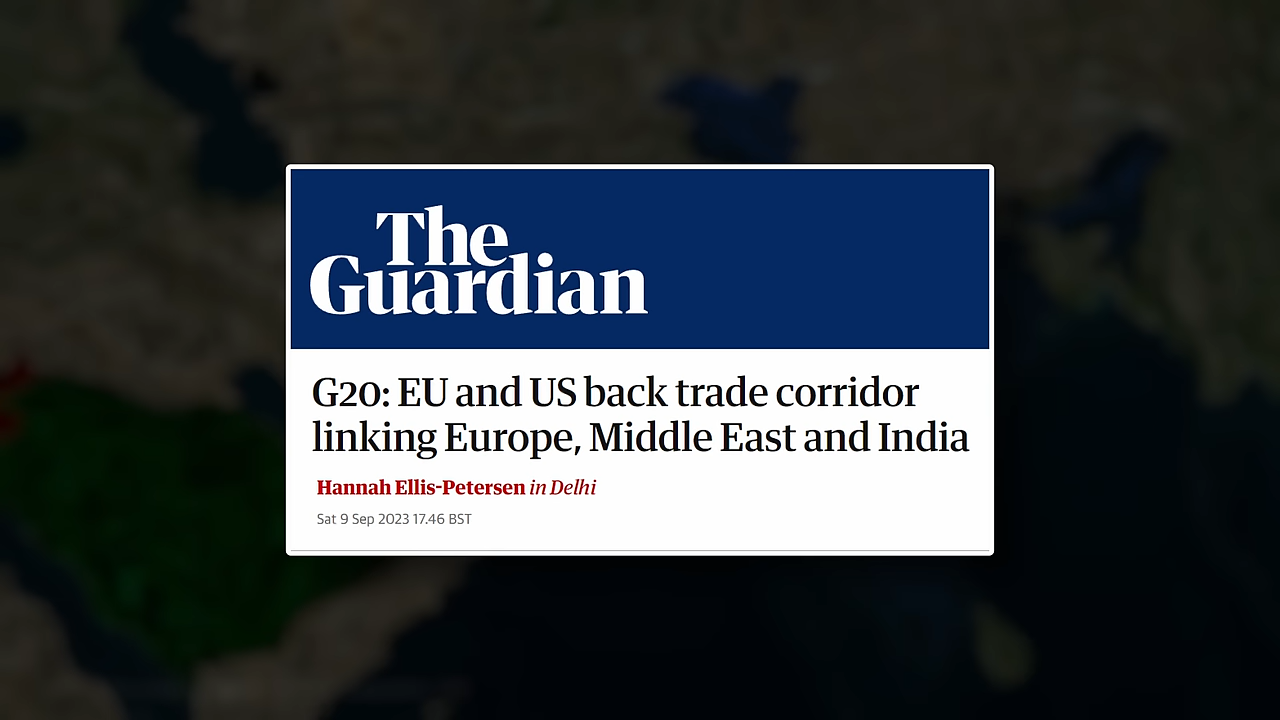 The
Guardian
G20: EU and US back trade corridor
linking Europe, Middle East and India
Hannah Ellis-Petersen in Delhi
Sat 9 Sep 2023 17.46 BST